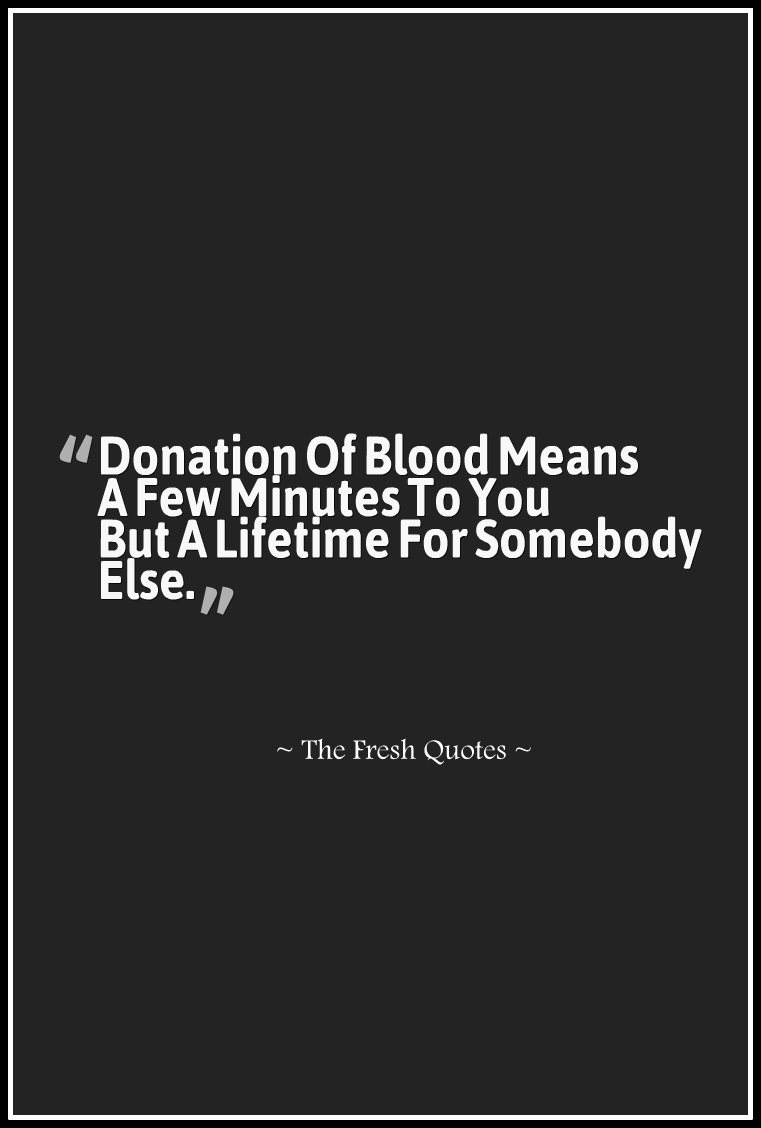 “Donation Of Blood Means
A Few Minutes To You
But A Lifetime For Somebody
Else.”
~ The Fresh Quotes ~